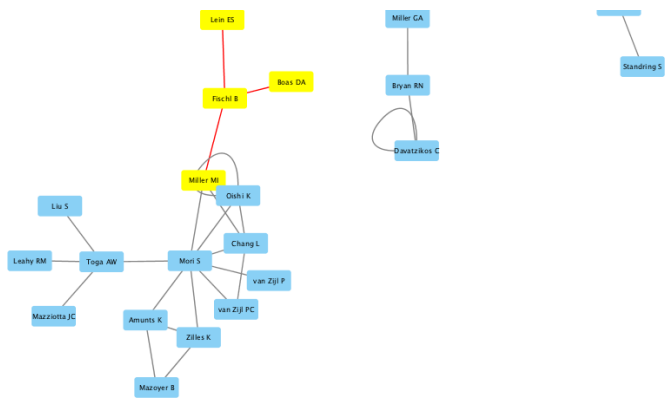 Lein ES
Miller GA
Standring S
Boas DA
Bryan RN
Fischl B
Davatzikos C
Miller MI
Oishi K
Liu S
Chang L
Leahy RM
Toga AW
Mori S
van Zijl P
van Zijl PC
Mazziotta JC
Amunts K
Zilles K
Mazoyer B